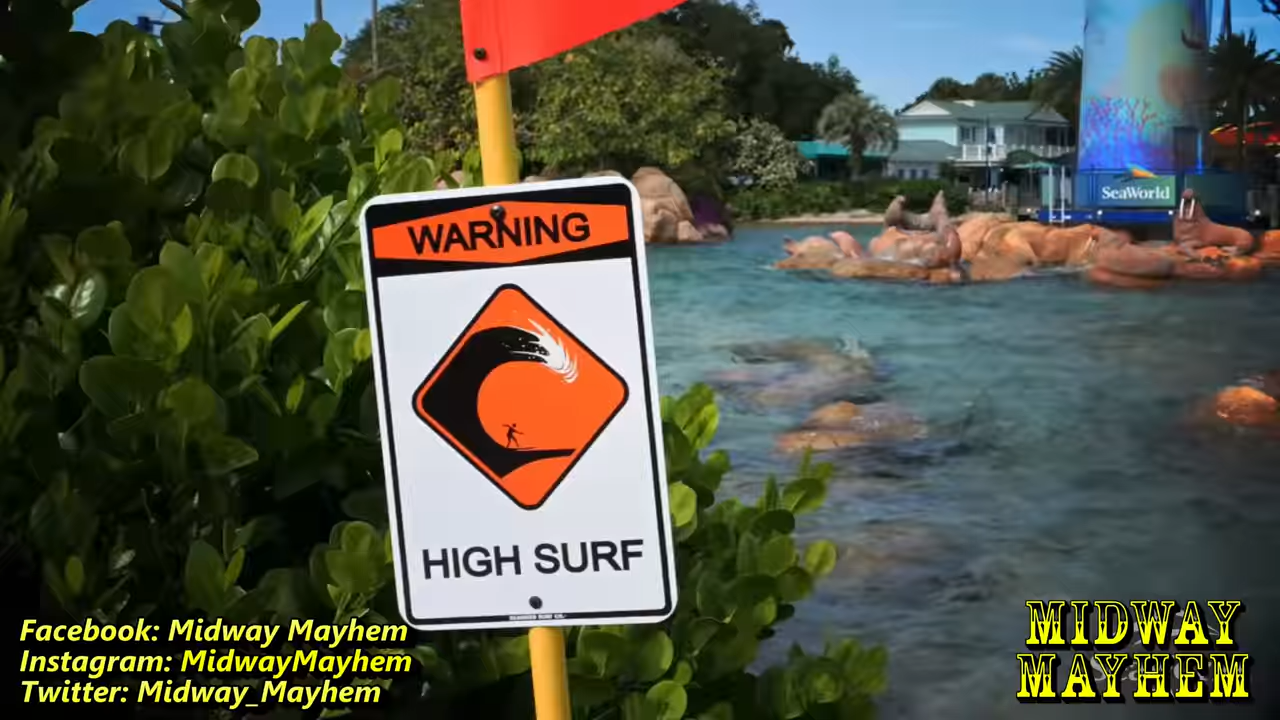 WARNING
SeaWorld
HIGH SURF
Facebook: Midway Mayhem
Instagram: MidwayMayhem
Twitter: Midway_Mayhem
MIDWAY
MAYHEM